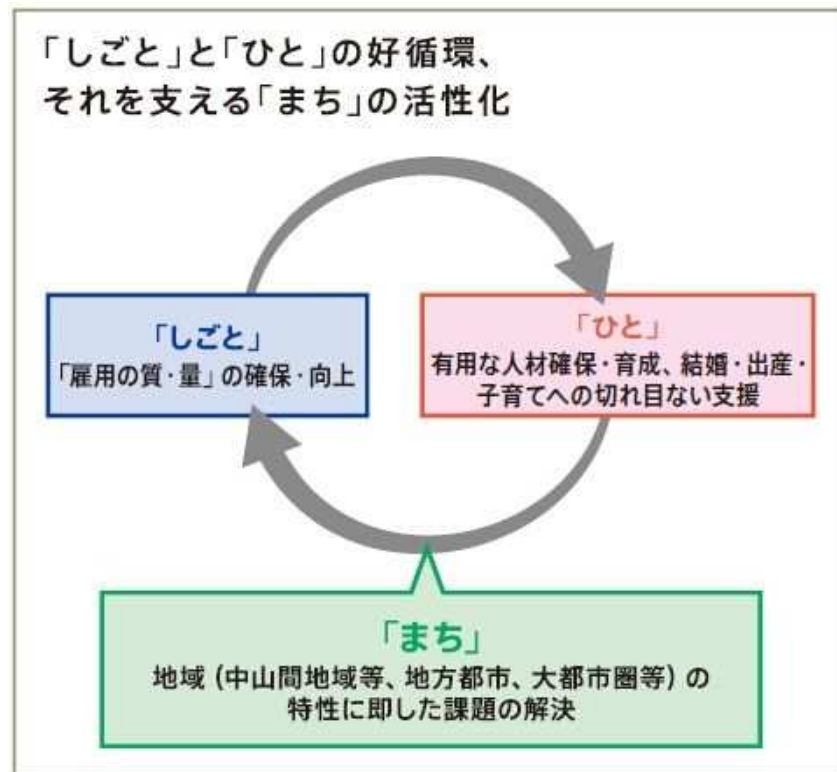 「しごと」と「ひと」の好循環、
それを支える「まち」の活性化
「しごと」
「雇用の質・量」の確保・向上
「ひと」
有用な人材確保・育成、結婚・出産・
子育てへの切れ目ない支援
「まち」
地域（中山間地域等、地方都市、大都市圏等）の
特性に即した課題の解決